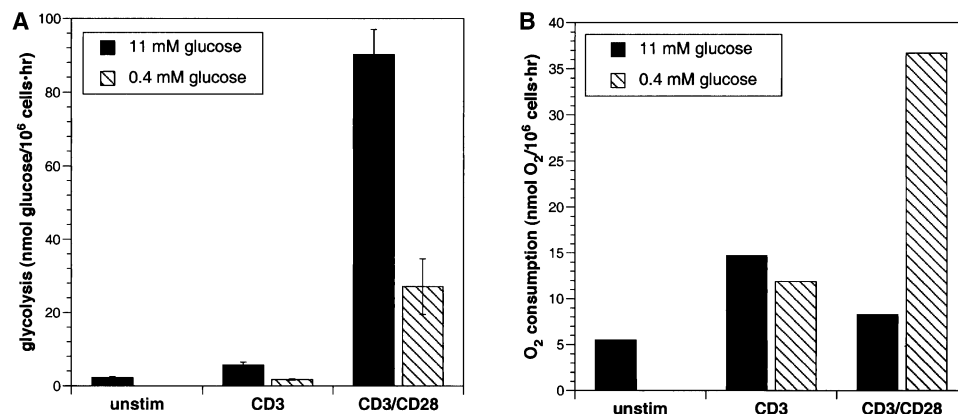 A
glycolysis (nmol glucose/10⁶ cells·hr)
100
80
60
40
20
0
11 mM glucose
0.4 mM glucose
unstim
CD3
CD3/CD28
B
O₂ consumption (nmol O₂/10⁶ cells·hr)
40
35
30
25
20
15
10
5
0
11 mM glucose
0.4 mM glucose
unstim
CD3
CD3/CD28